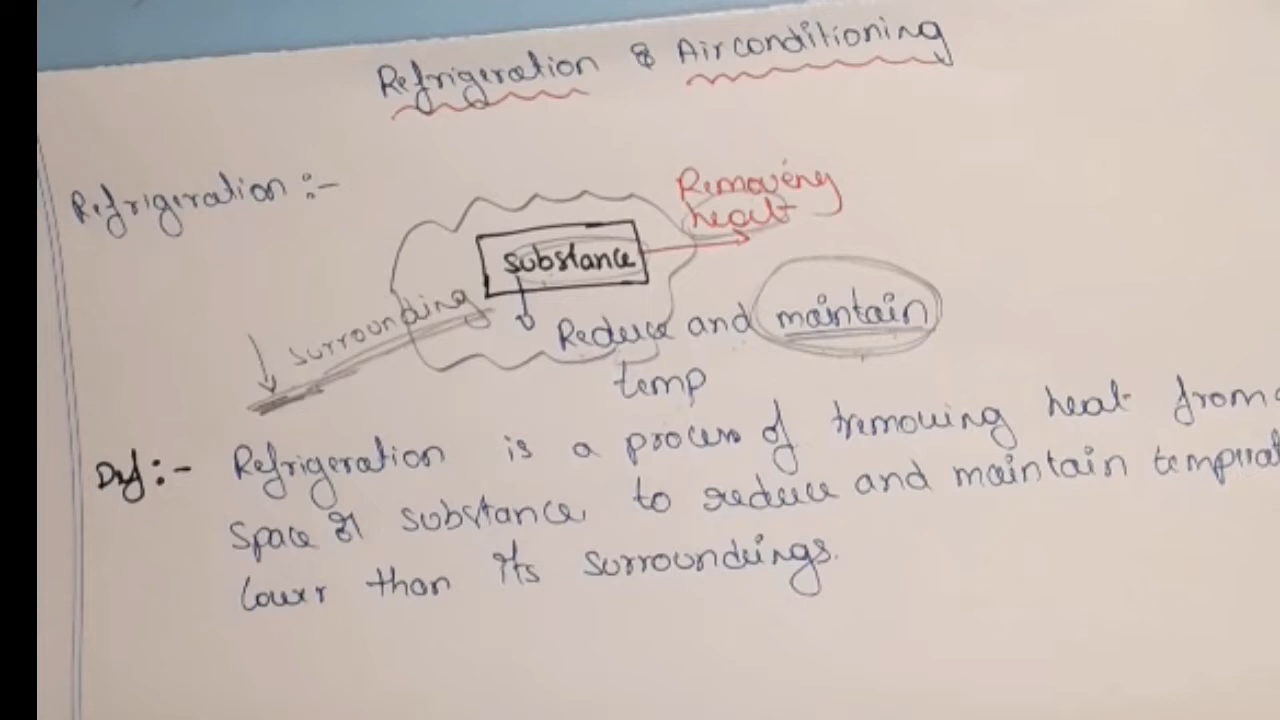 Refrigeration & Airconditioning
Refrigeration :-
Removing
heat
substance
surrounding
Reduce and maintain
temp
Def :- Refrigeration is a process of removing heat from
space or substance to reduce and maintain temperat
lower than its surroundings.